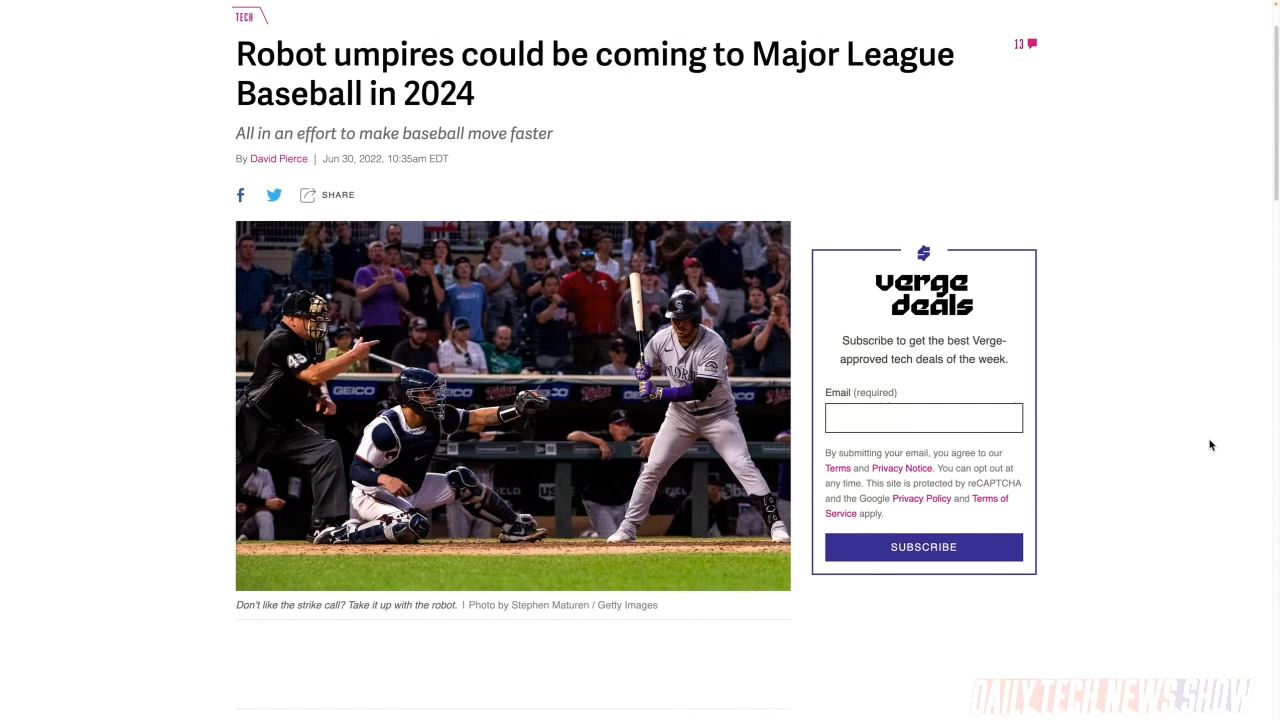 TECH
Robot umpires could be coming to Major League
Baseball in 2024
13
All in an effort to make baseball move faster
By David Pierce | Jun 30, 2022, 10:35am EDT
SHARE
49
GEICO
GEICO
COLORADO
Don't like the strike call? Take it up with the robot. | Photo by Stephen Maturen / Getty Images
verge
deals
Subscribe to get the best Verge-
approved tech deals of the week.
Email (required)
By submitting your email, you agree to our
Terms and Privacy Notice. You can opt out at
any time. This site is protected by reCAPTCHA
and the Google Privacy Policy and Terms of
Service apply.
SUBSCRIBE
DAILY TECH NEWS SHOW